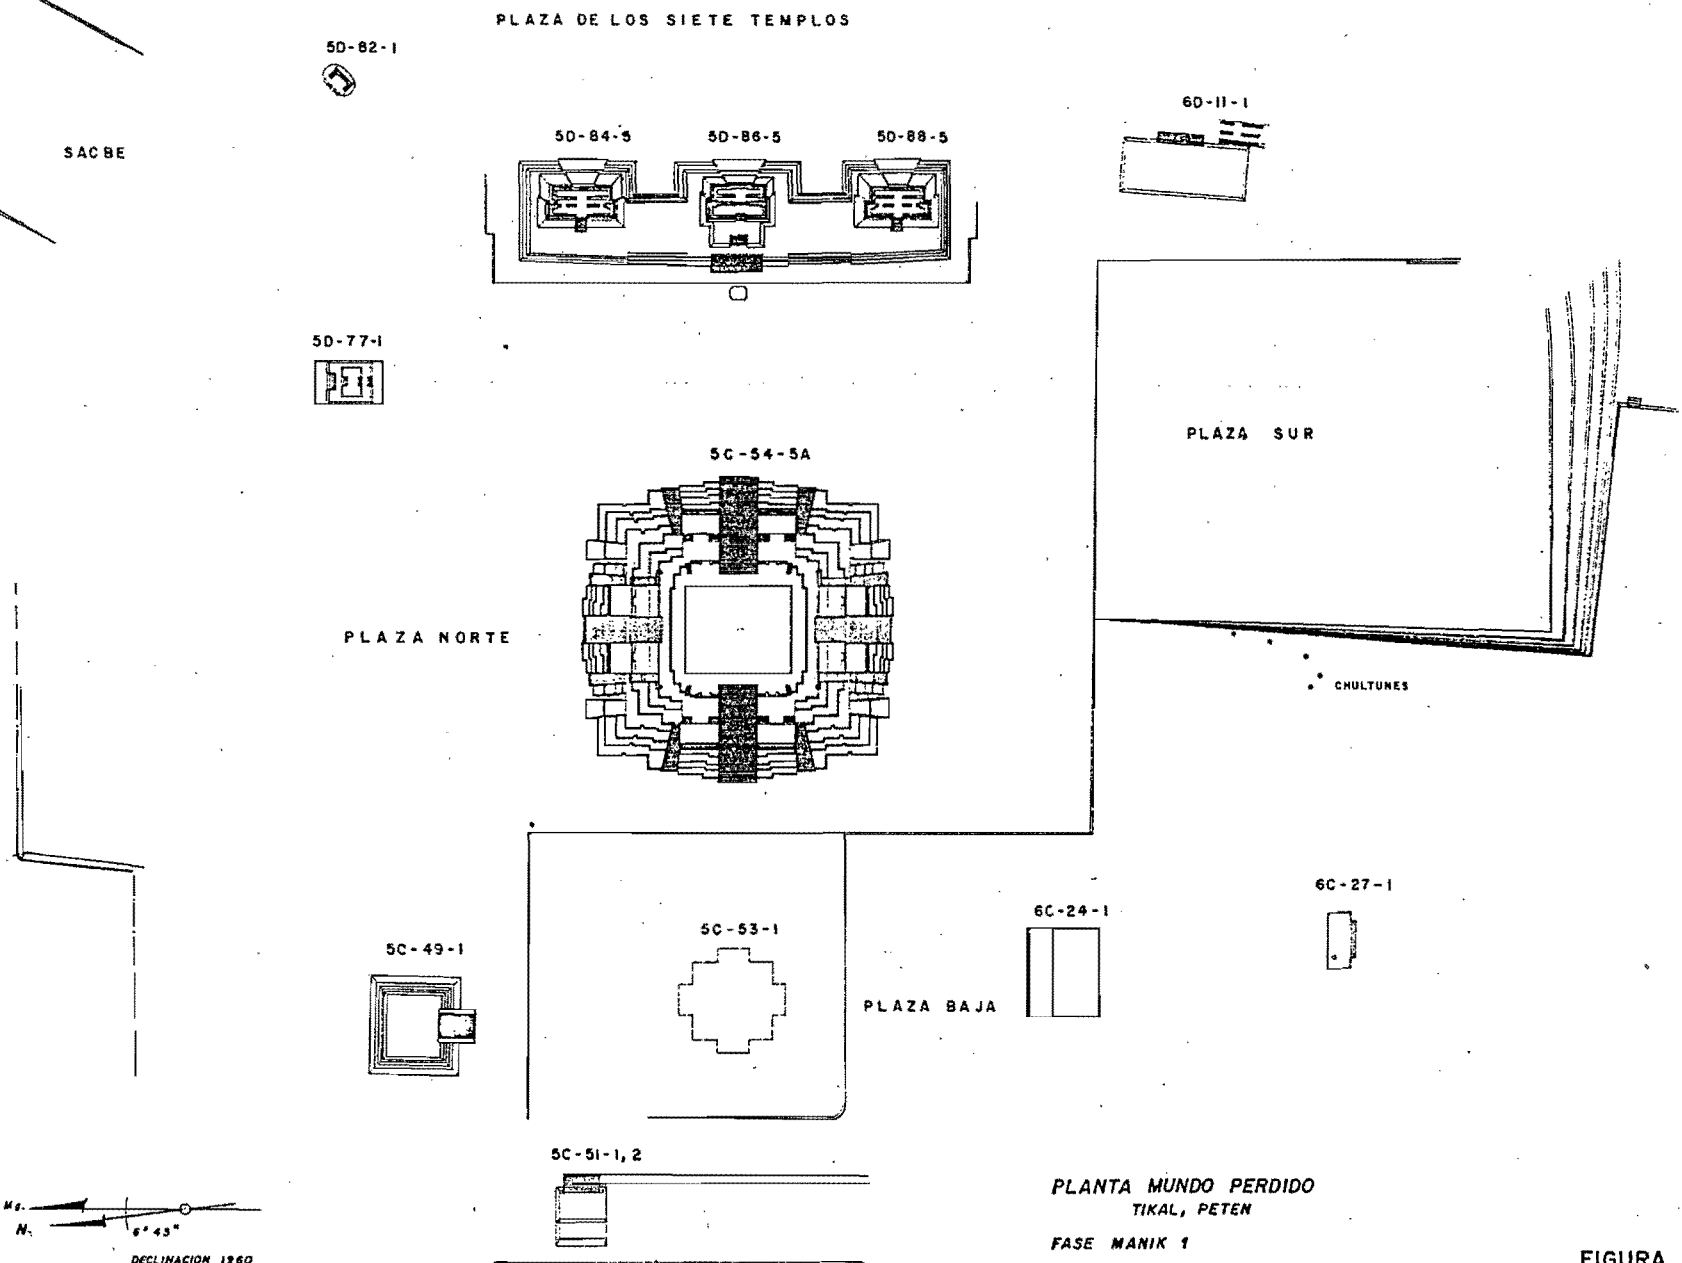 PLAZA DE LOS SIETE TEMPLOS
5D-82-1
6D-11-1
5D-84-5
5D-86-5
5D-88-5
SACBE
5D-77-1
PLAZA SUR
5C-54-5A
PLAZA NORTE
CHULTUNES
6C-27-1
6C-24-1
5C-53-1
5C-49-1
PLAZA BAJA
5C-51-1,2
PLANTA MUNDO PERDIDO
TIKAL, PETEN
FASE MANIK 1
Mg.
N.
6° 45"
DECLINACION 1960
FIGURA